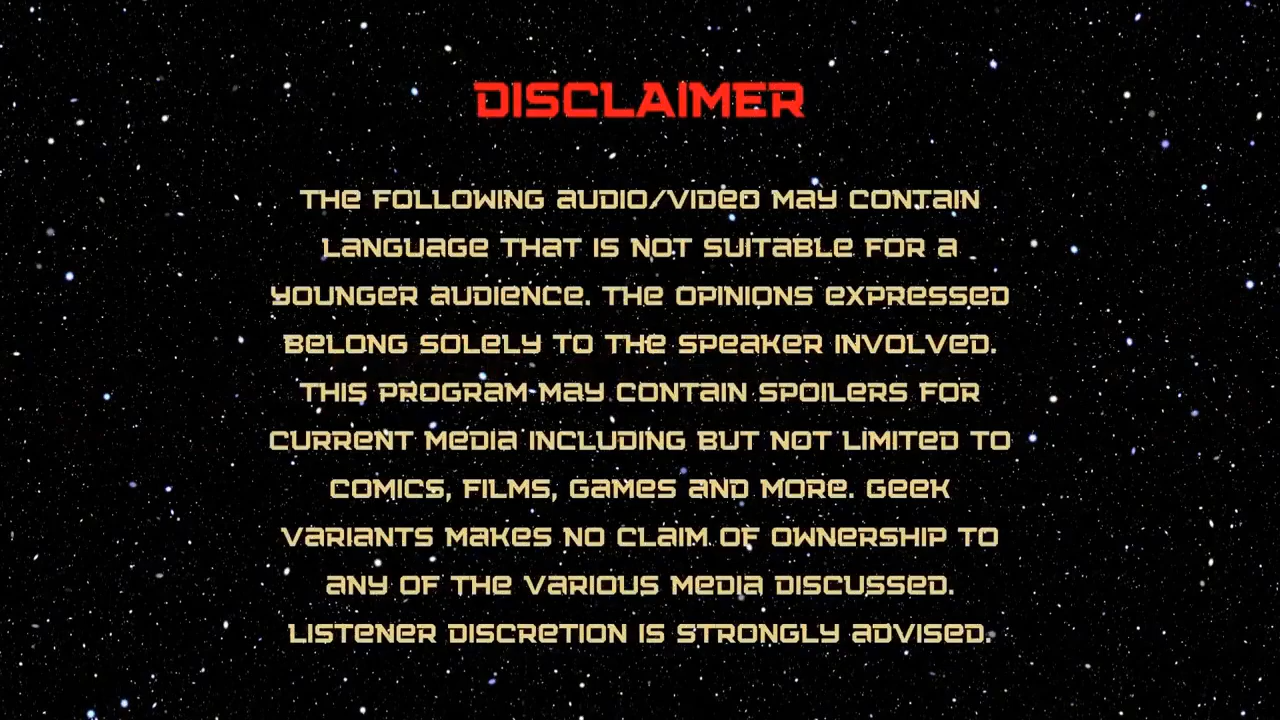 DISCLAIMER
THE FOLLOWING AUDIO/VIDEO MAY CONTAIN
LANGUAGE THAT IS NOT SUITABLE FOR A
YOUNGER AUDIENCE. THE OPINIONS EXPRESSED
BELONG SOLELY TO THE SPEAKER INVOLVED.
THIS PROGRAM MAY CONTAIN SPOILERS FOR
CURRENT MEDIA INCLUDING BUT NOT LIMITED TO
COMICS, FILMS, GAMES AND MORE. GEEK
VARIANTS MAKES NO CLAIM OF OWNERSHIP TO
ANY OF THE VARIOUS MEDIA DISCUSSED.
LISTENER DISCRETION IS STRONGLY ADVISED.